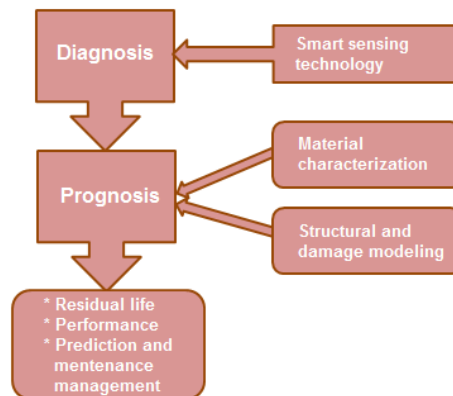 Diagnosis
Smart sensing
technology
Material
characterization
Prognosis
Structural and
damage modeling
* Residual life
* Performance
* Prediction and
mentenance
management